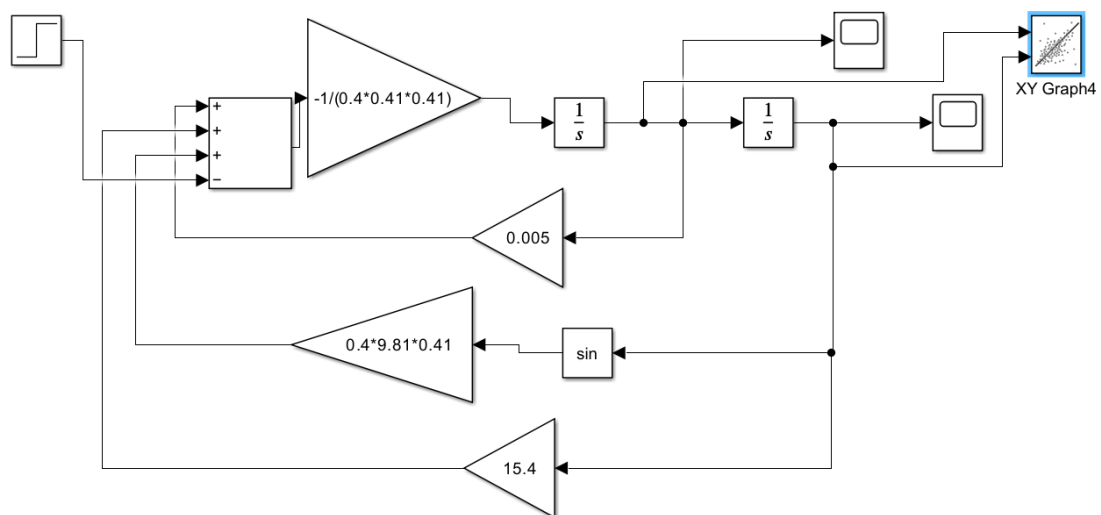 -1/(0.4*0.41*0.41)
+
+
+
−
1
s
1
s
XY Graph4
0.005
0.4*9.81*0.41
sin
15.4